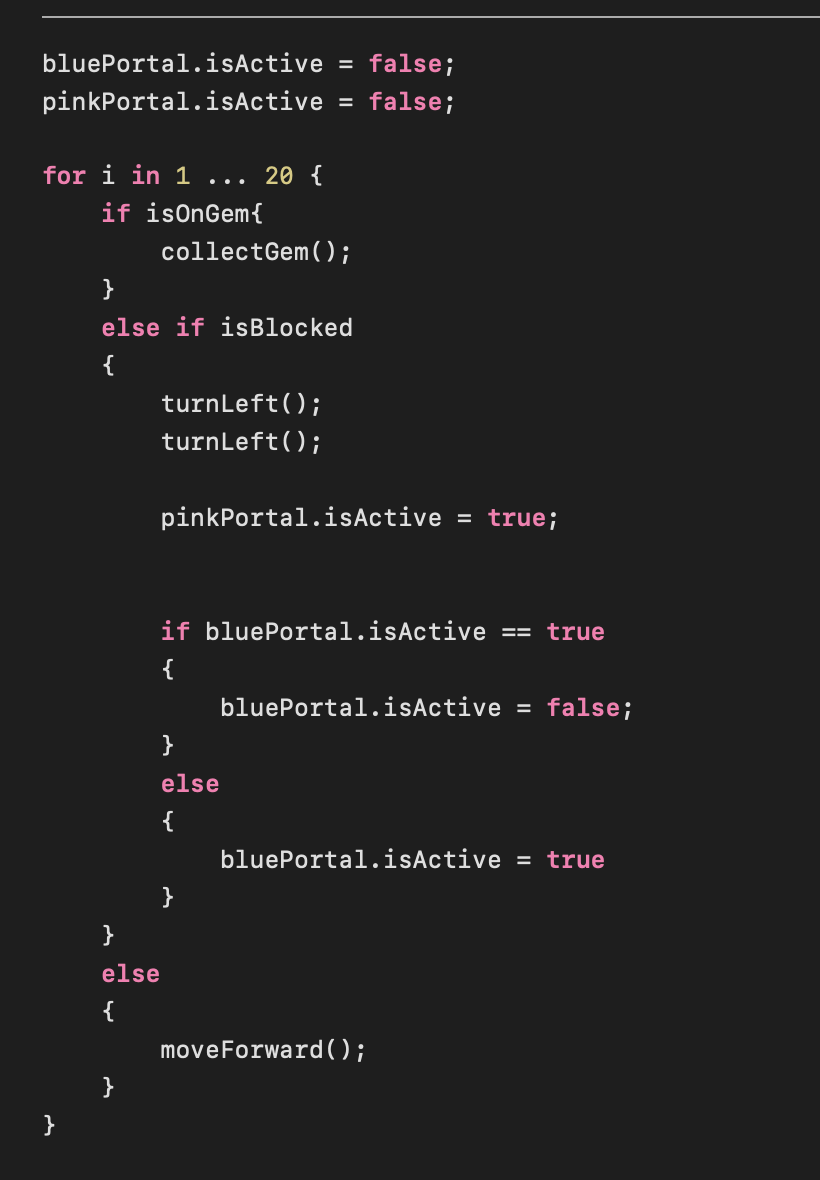 bluePortal.isActive = false;
pinkPortal.isActive = false;
for i in 1 ... 20 {
    if isOnGem{
        collectGem();
    }
    else if isBlocked
    {
        turnLeft();
        turnLeft();
        pinkPortal.isActive = true;
        if bluePortal.isActive == true
        {
            bluePortal.isActive = false;
        }
        else
        {
            bluePortal.isActive = true
        }
    }
    else
    {
        moveForward();
    }
}